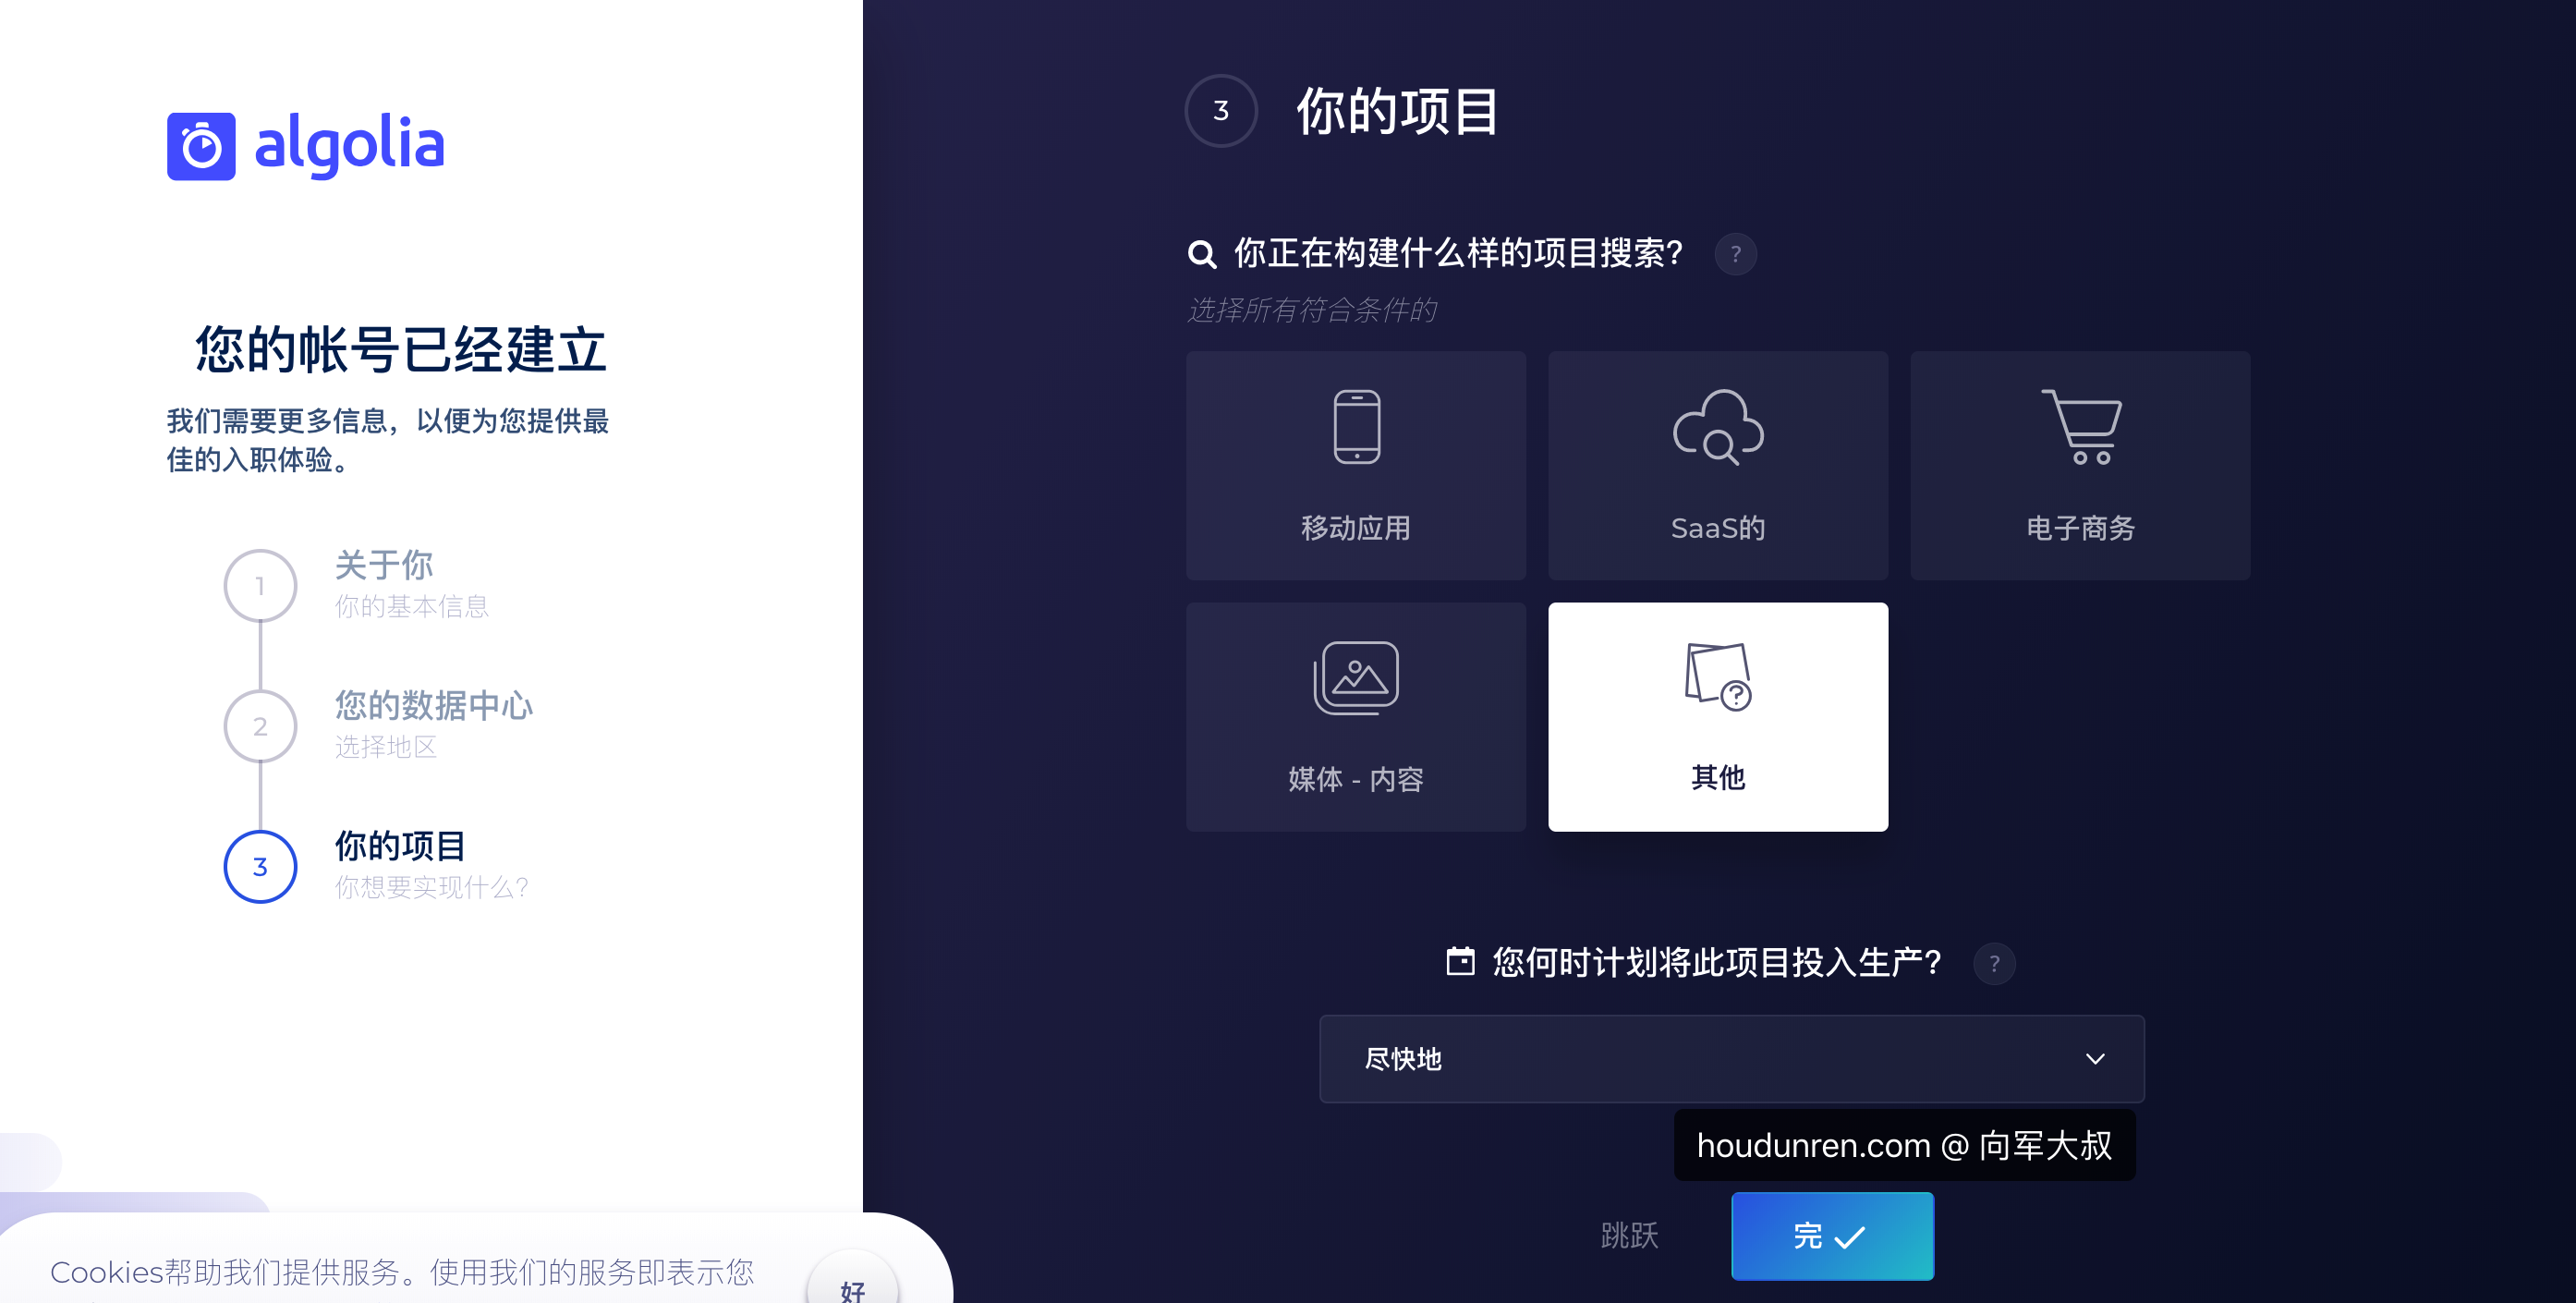 algolia
您的帐号已经建立
我们需要更多信息，以便为您提供最
佳的入职体验。
1
关于你
你的基本信息
2
您的数据中心
选择地区
3
你的项目
你想要实现什么?
Cookies帮助我们提供服务。使用我们的服务即表示您
好
3
你的项目
你正在构建什么样的项目搜索?
?
选择所有符合条件的
移动应用
SaaS的
电子商务
媒体 - 内容
其他
您何时计划将此项目投入生产?
?
尽快地
houdunren.com @ 向军大叔
跳跃
完